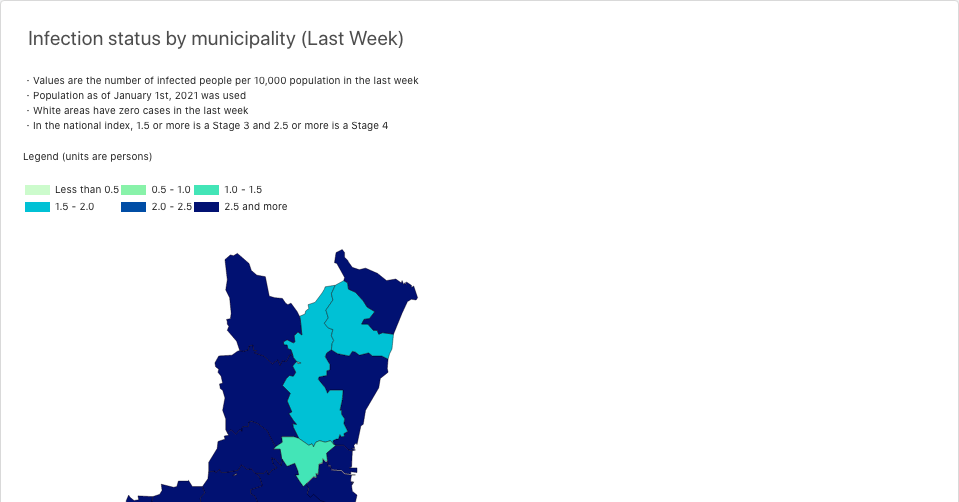 Infection status by municipality (Last Week)
· Values are the number of infected people per 10,000 population in the last week
· Population as of January 1st, 2021 was used
· White areas have zero cases in the last week
· In the national index, 1.5 or more is a Stage 3 and 2.5 or more is a Stage 4
Legend (units are persons)
Less than 0.5 0.5 - 1.0 1.0 - 1.5
1.5 - 2.0 2.0 - 2.5 2.5 and more